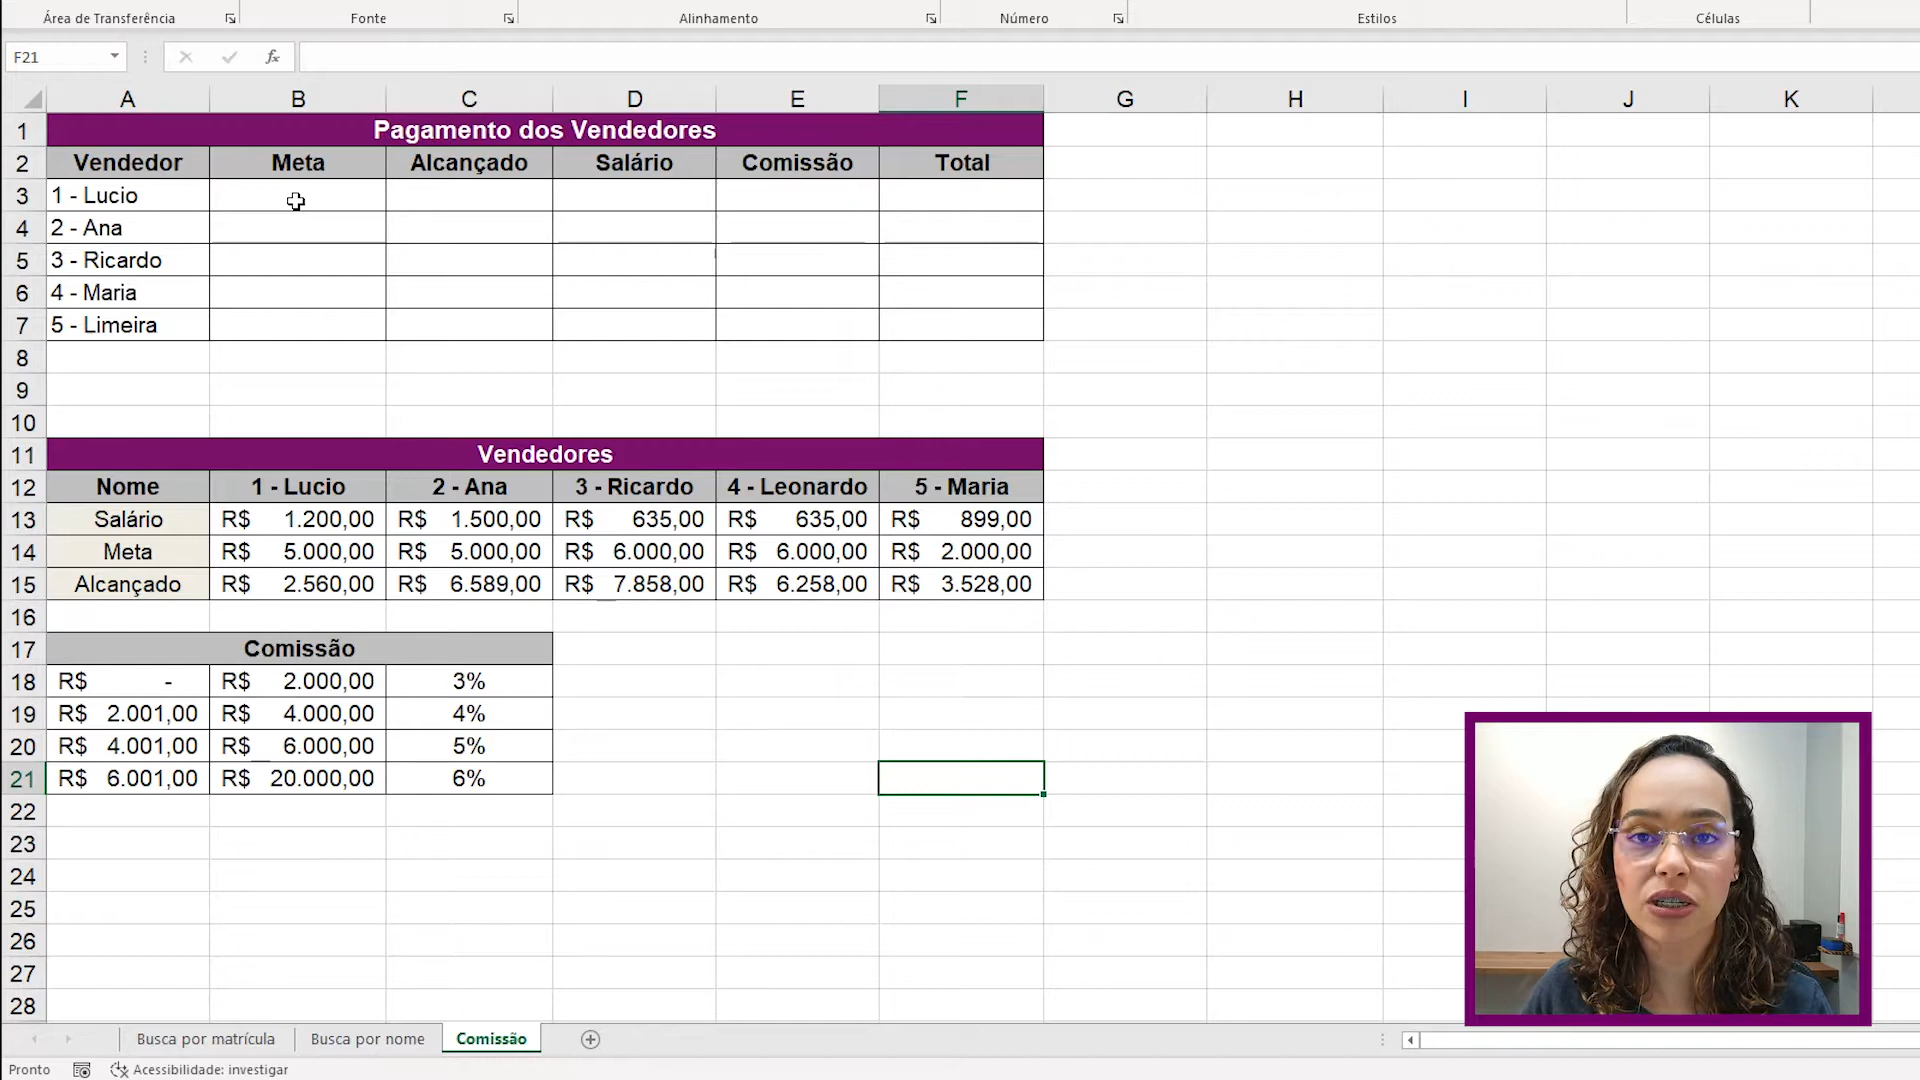 Área de Transferência Fonte Alinhamento Número Estilos Células
F21 fx
A B C D E F G H I J K
1 Pagamento dos Vendedores
2 Vendedor Meta Alcançado Salário Comissão Total
3 1 - Lucio
4 2 - Ana
5 3 - Ricardo
6 4 - Maria
7 5 - Limeira
8
9
10
11 Vendedores
12 Nome 1 - Lucio 2 - Ana 3 - Ricardo 4 - Leonardo 5 - Maria
13 Salário R$ 1.200,00 R$ 1.500,00 R$ 635,00 R$ 635,00 R$ 899,00
14 Meta R$ 5.000,00 R$ 5.000,00 R$ 6.000,00 R$ 6.000,00 R$ 2.000,00
15 Alcançado R$ 2.560,00 R$ 6.589,00 R$ 7.858,00 R$ 6.258,00 R$ 3.528,00
16
17 Comissão
18 R$ - R$ 2.000,00 3%
19 R$ 2.001,00 R$ 4.000,00 4%
20 R$ 4.001,00 R$ 6.000,00 5%
21 R$ 6.001,00 R$ 20.000,00 6%
22
23
24
25
26
27
28
Busca por matrícula Busca por nome Comissão
Pronto Acessibilidade: investigar